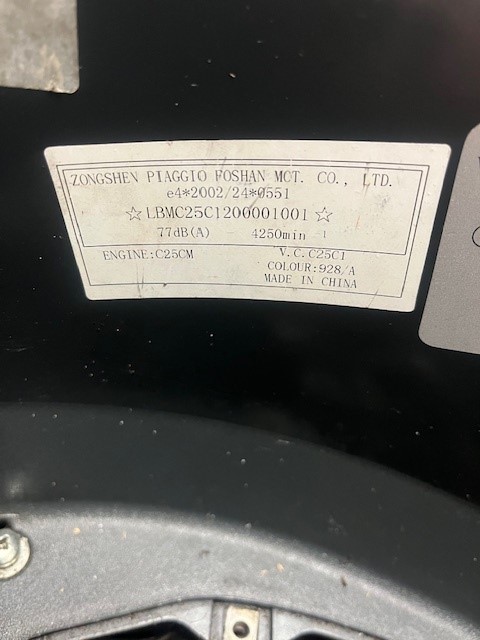 ZONGSHEN PIAGGIO FOSHAN MCT. CO., LTD.
e4*2002/24*0551
☆LBMC25C1200001001☆
77dB(A) 4250min-1
ENGINE:C25CM V.C.C25C1
COLOUR:928/A
MADE IN CHINA